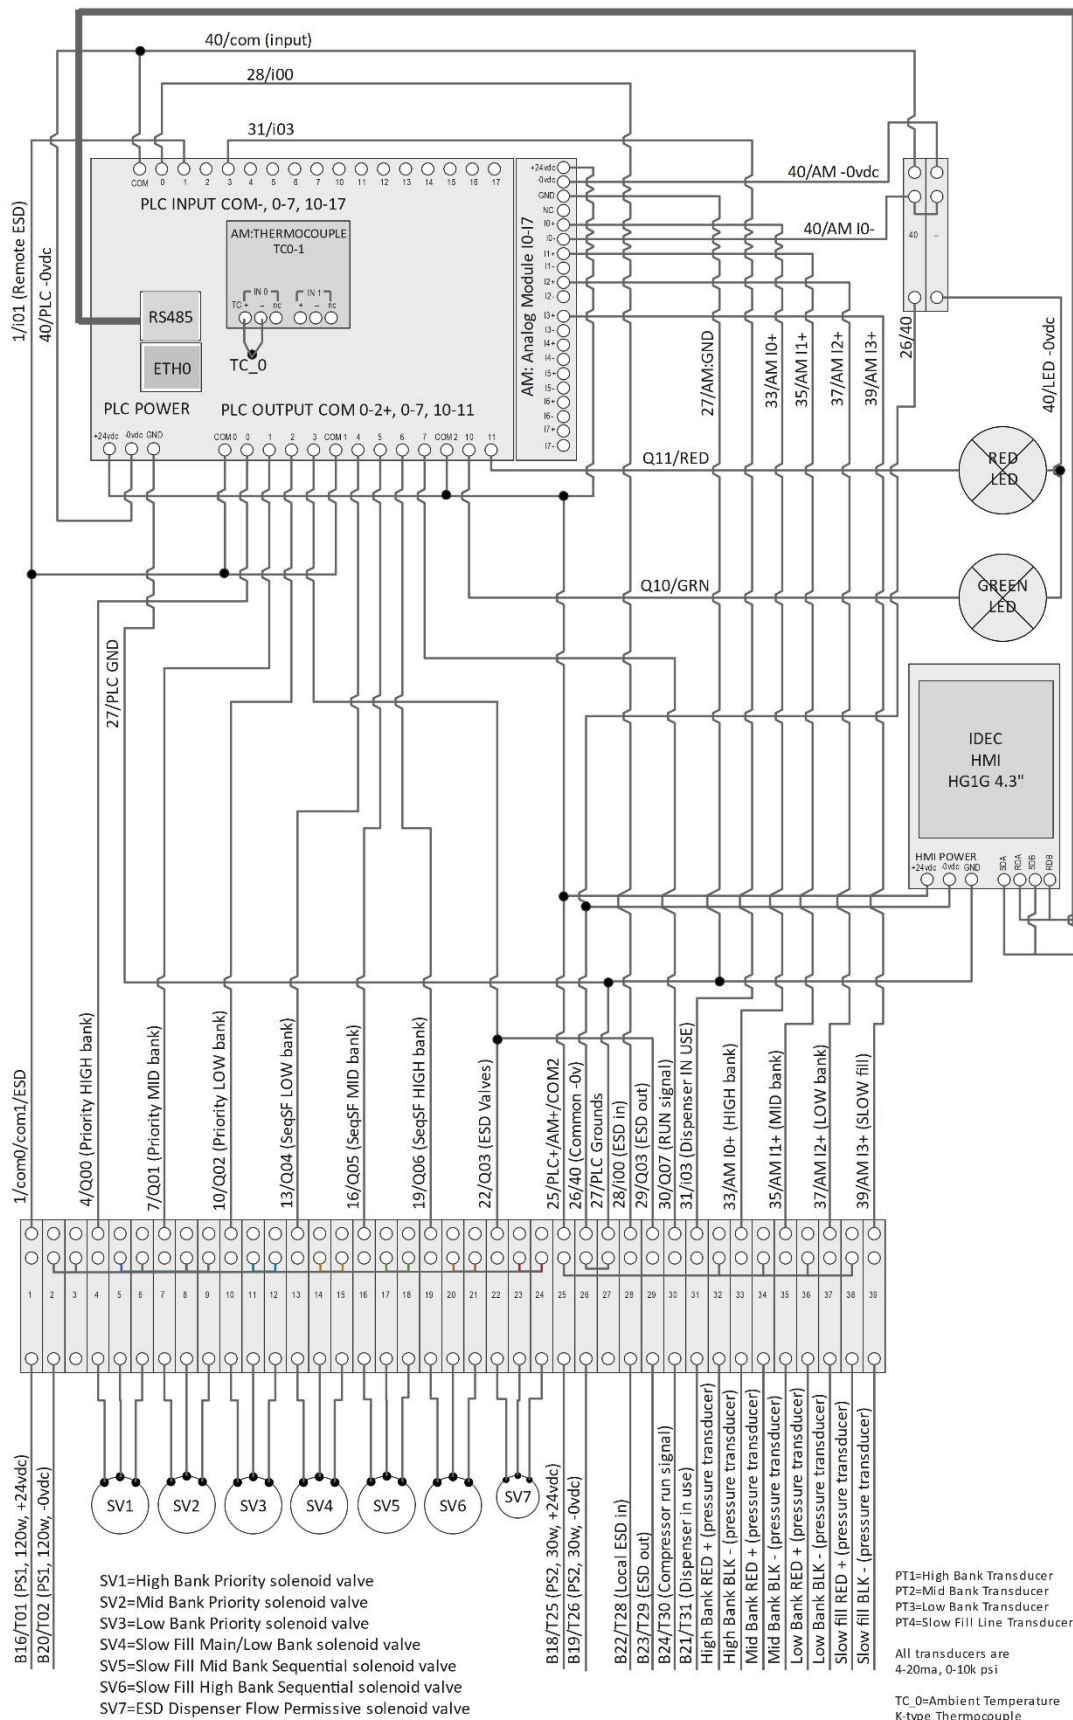 40/com (input)
28/i00
31/i03
1/i01 (Remote ESD)
40/PLC -0vdc
COM 0 1 2 3 4 5 6 7 10 11 12 13 14 15 16 17
PLC INPUT COM-, 0-7, 10-17
AM:THERMOCOUPLE
TC0-1
IN 0 IN 1
TC + – nc + – nc
TC_0
RS485
ETH0
PLC POWER
+24vdc -0vdc GND
PLC OUTPUT COM 0-2+, 0-7, 10-11
COM 0 0 1 2 3 COM 1 4 5 6 7 COM 2 10 11
AM: Analog Module I0-I7
+24vdc
-0vdc
GND
NC
I0+
I0-
I1+
I1-
I2+
I2-
I3+
I3-
I4+
I4-
I5+
I5-
I6+
I6-
I7+
I7-
40/AM -0vdc
40/AM I0-
40 –
27/AM:GND
33/AM I0+
35/AM I1+
37/AM I2+
39/AM I3+
26/40
40/LED -0vdc
Q11/RED
RED
LED
Q10/GRN
GREEN
LED
27/PLC GND
IDEC
HMI
HG1G 4.3"
HMI POWER
+24vdc -0vdc GND
SDA
RDA
SDB
RDB
1/com0/com1/ESD
4/Q00 (Priority HIGH bank)
7/Q01 (Priority MID bank)
10/Q02 (Priority LOW bank)
13/Q04 (SeqSF LOW bank)
16/Q05 (SeqSF MID bank)
19/Q06 (SeqSF HIGH bank)
22/Q03 (ESD Valves)
25/PLC+/AM+/COM2
26/40 (Common -0v)
27/PLC Grounds
28/i00 (ESD in)
29/Q03 (ESD out)
30/Q07 (RUN signal)
31/i03 (Dispenser IN USE)
33/AM I0+ (HIGH bank)
35/AM I1+ (MID bank)
37/AM I2+ (LOW bank)
39/AM I3+ (SLOW fill)
1 2 3 4 5 6 7 8 9 10 11 12 13 14 15 16 17 18 19 20 21 22 23 24 25 26 27 28 29 30 31 32 33 34 35 36 37 38 39
B16/T01 (PS1, 120w, +24vdc)
B20/T02 (PS1, 120w, -0vdc)
SV1 SV2 SV3 SV4 SV5 SV6 SV7
B18/T25 (PS2, 30w, +24vdc)
B19/T26 (PS2, 30w, -0vdc)
B22/T28 (Local ESD in)
B23/T29 (ESD out)
B24/T30 (Compressor run signal)
B21/T31 (Dispenser in use)
High Bank RED + (pressure transducer)
High Bank BLK - (pressure transducer)
Mid Bank RED + (pressure transducer)
Mid Bank BLK - (pressure transducer)
Low Bank RED + (pressure transducer)
Low Bank BLK - (pressure transducer)
Slow fill RED + (pressure transducer)
Slow fill BLK - (pressure transducer)
SV1=High Bank Priority solenoid valve
SV2=Mid Bank Priority solenoid valve
SV3=Low Bank Priority solenoid valve
SV4=Slow Fill Main/Low Bank solenoid valve
SV5=Slow Fill Mid Bank Sequential solenoid valve
SV6=Slow Fill High Bank Sequential solenoid valve
SV7=ESD Dispenser Flow Permissive solenoid valve
PT1=High Bank Transducer
PT2=Mid Bank Transducer
PT3=Low Bank Transducer
PT4=Slow Fill Line Transducer
All transducers are
4-20ma, 0-10k psi
TC_0=Ambient Temperature
K-type Thermocouple